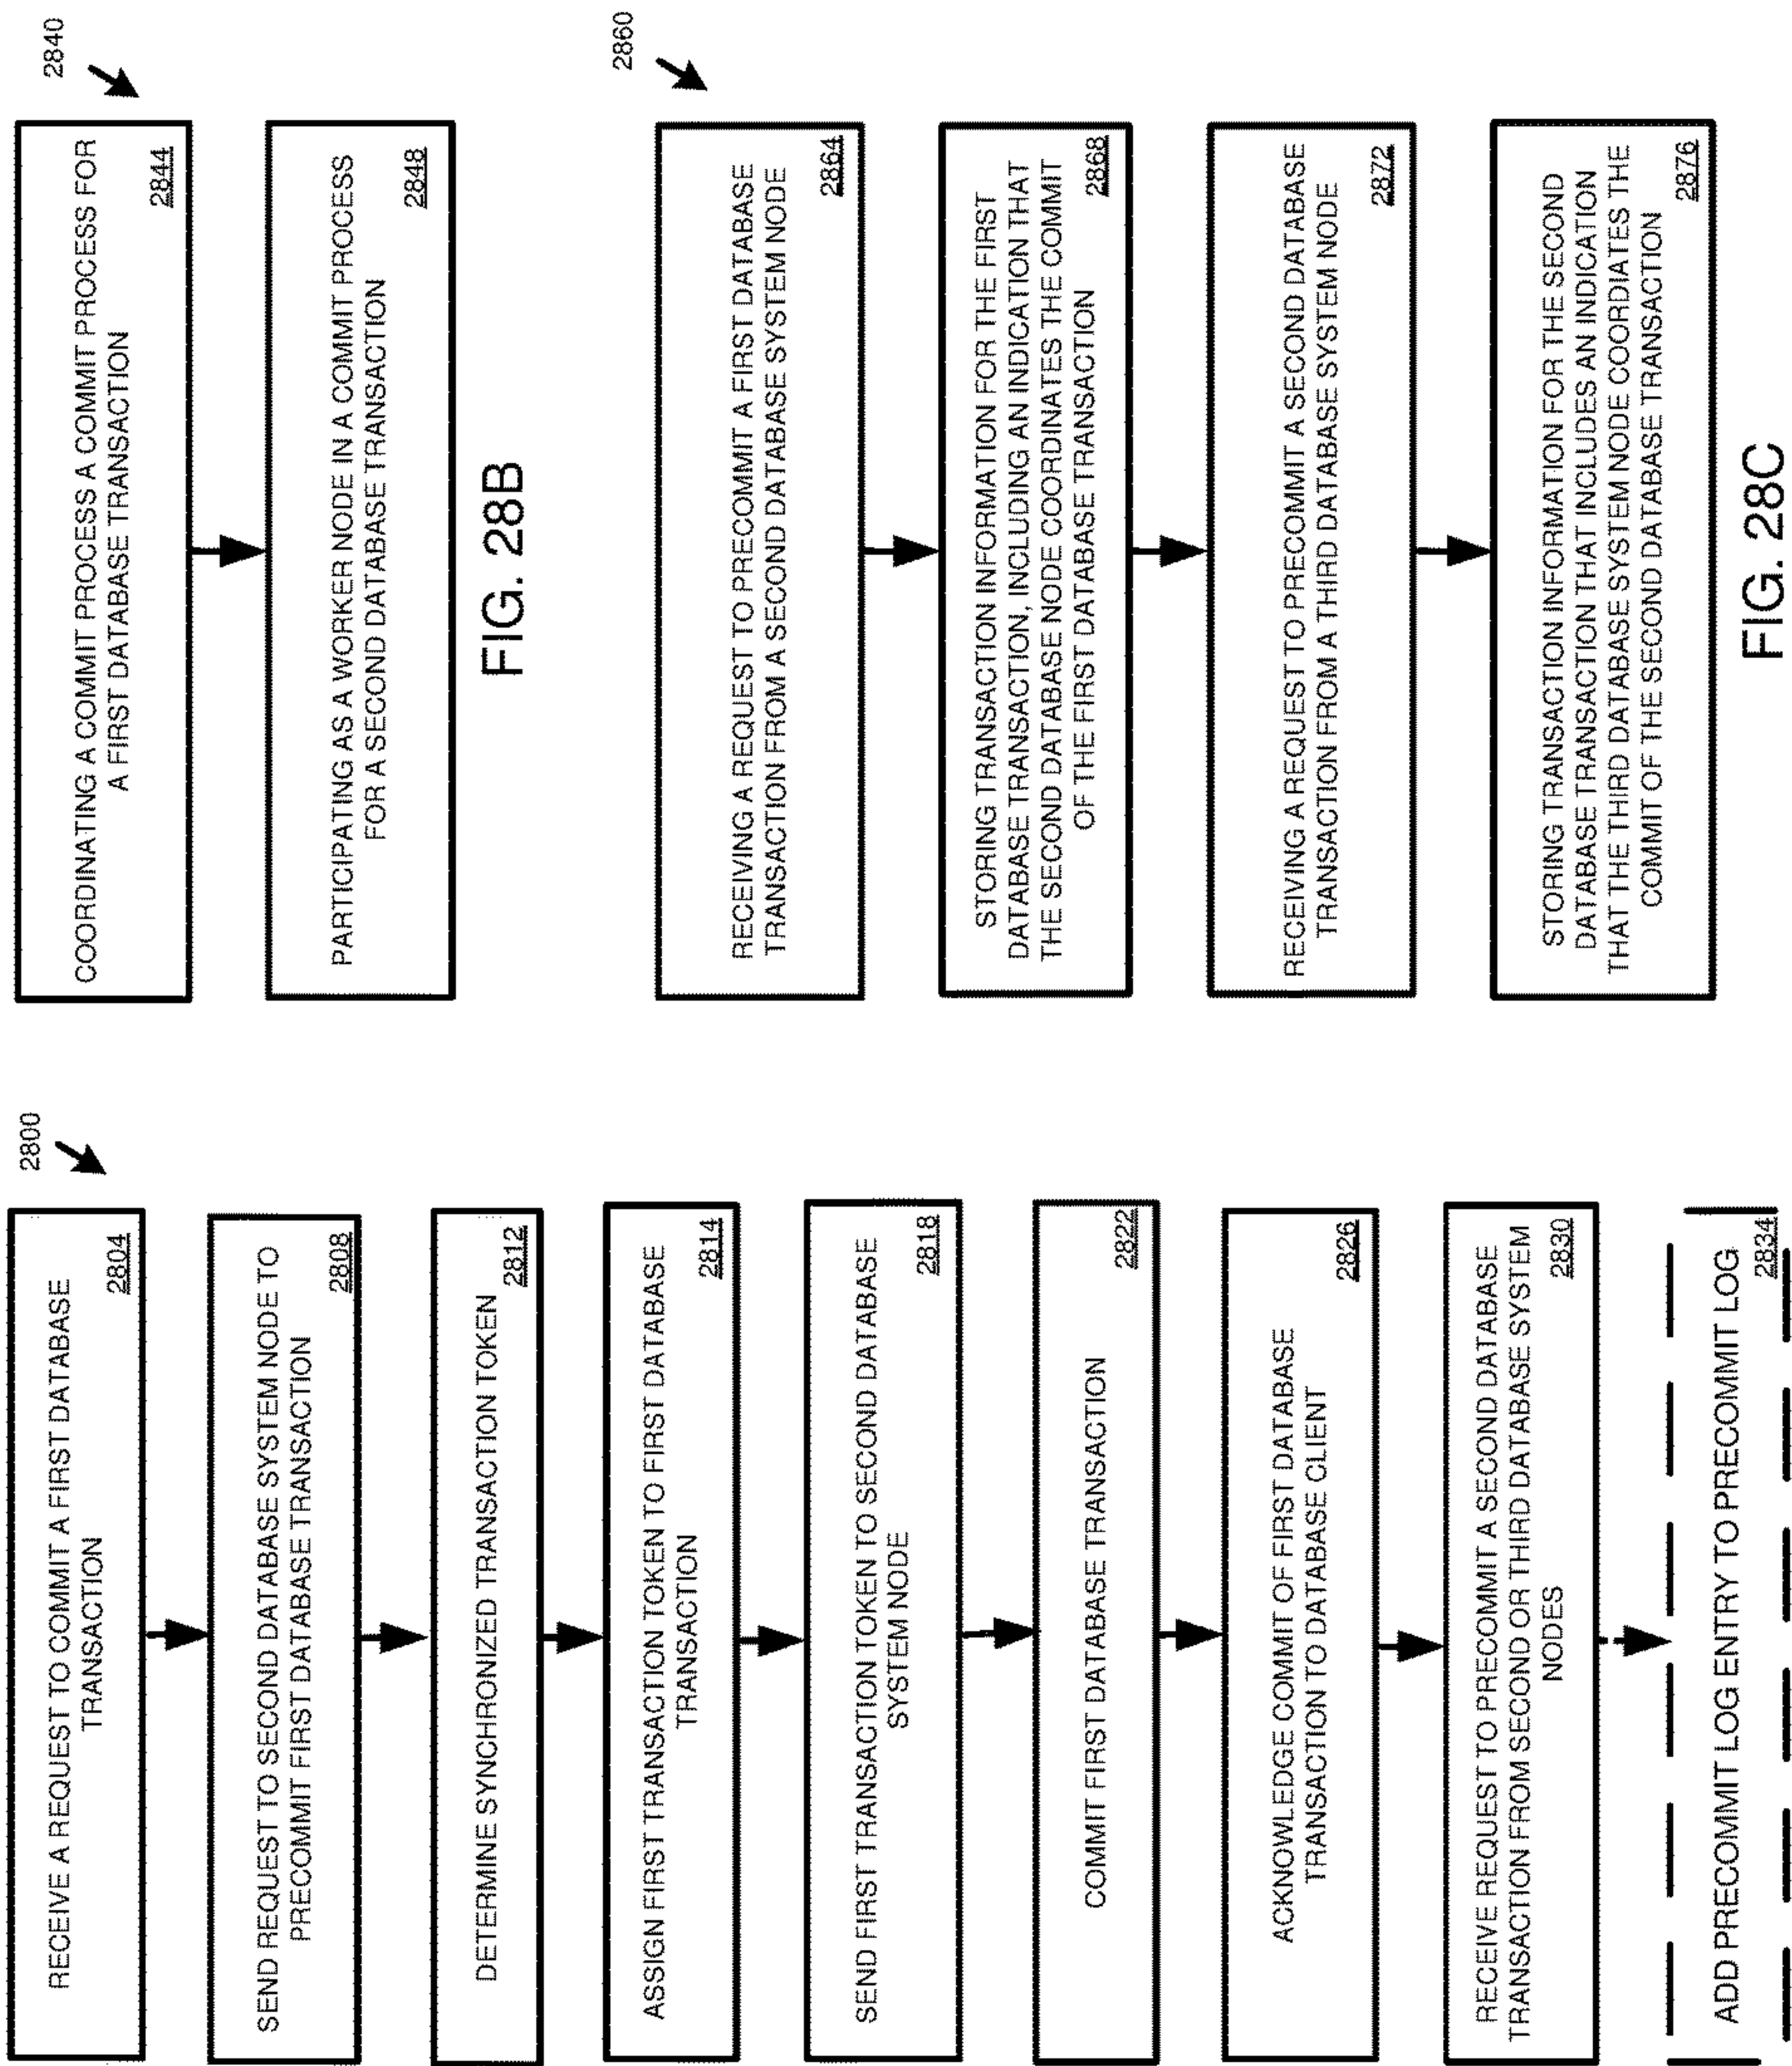 2800
RECEIVE A REQUEST TO COMMIT A FIRST DATABASE
TRANSACTION
2804
SEND REQUEST TO SECOND DATABASE SYSTEM NODE TO
PRECOMMIT FIRST DATABASE TRANSACTION
2808
DETERMINE SYNCHRONIZED TRANSACTION TOKEN
2812
ASSIGN FIRST TRANSACTION TOKEN TO FIRST DATABASE
TRANSACTION
2814
SEND FIRST TRANSACTION TOKEN TO SECOND DATABASE
SYSTEM NODE
2818
COMMIT FIRST DATABASE TRANSACTION
2822
ACKNOWLEDGE COMMIT OF FIRST DATABASE
TRANSACTION TO DATABASE CLIENT
2826
RECEIVE REQUEST TO PRECOMMIT A SECOND DATABASE
TRANSACTION FROM SECOND OR THIRD DATABASE SYSTEM
NODES
2830
ADD PRECOMMIT LOG ENTRY TO PRECOMMIT LOG
2834
2840
COORDINATING A COMMIT PROCESS A COMMIT PROCESS FOR
A FIRST DATABASE TRANSACTION
2844
PARTICIPATING AS A WORKER NODE IN A COMMIT PROCESS
FOR A SECOND DATABASE TRANSACTION
2848
FIG. 28B
2860
RECEIVING A REQUEST TO PRECOMMIT A FIRST DATABASE
TRANSACTION FROM A SECOND DATABASE SYSTEM NODE
2864
STORING TRANSACTION INFORMATION FOR THE FIRST
DATABASE TRANSACTION, INCLUDING AN INDICATION THAT
THE SECOND DATABASE NODE COORDINATES THE COMMIT
OF THE FIRST DATABASE TRANSACTION
2868
RECEIVING A REQUEST TO PRECOMMIT A SECOND DATABASE
TRANSACTION FROM A THIRD DATABASE SYSTEM NODE
2872
STORING TRANSACTION INFORMATION FOR THE SECOND
DATABASE TRANSACTION THAT INCLUDES AN INDICATION
THAT THE THIRD DATABASE SYSTEM NODE COORDIATES THE
COMMIT OF THE SECOND DATABASE TRANSACTION
2876
FIG. 28C